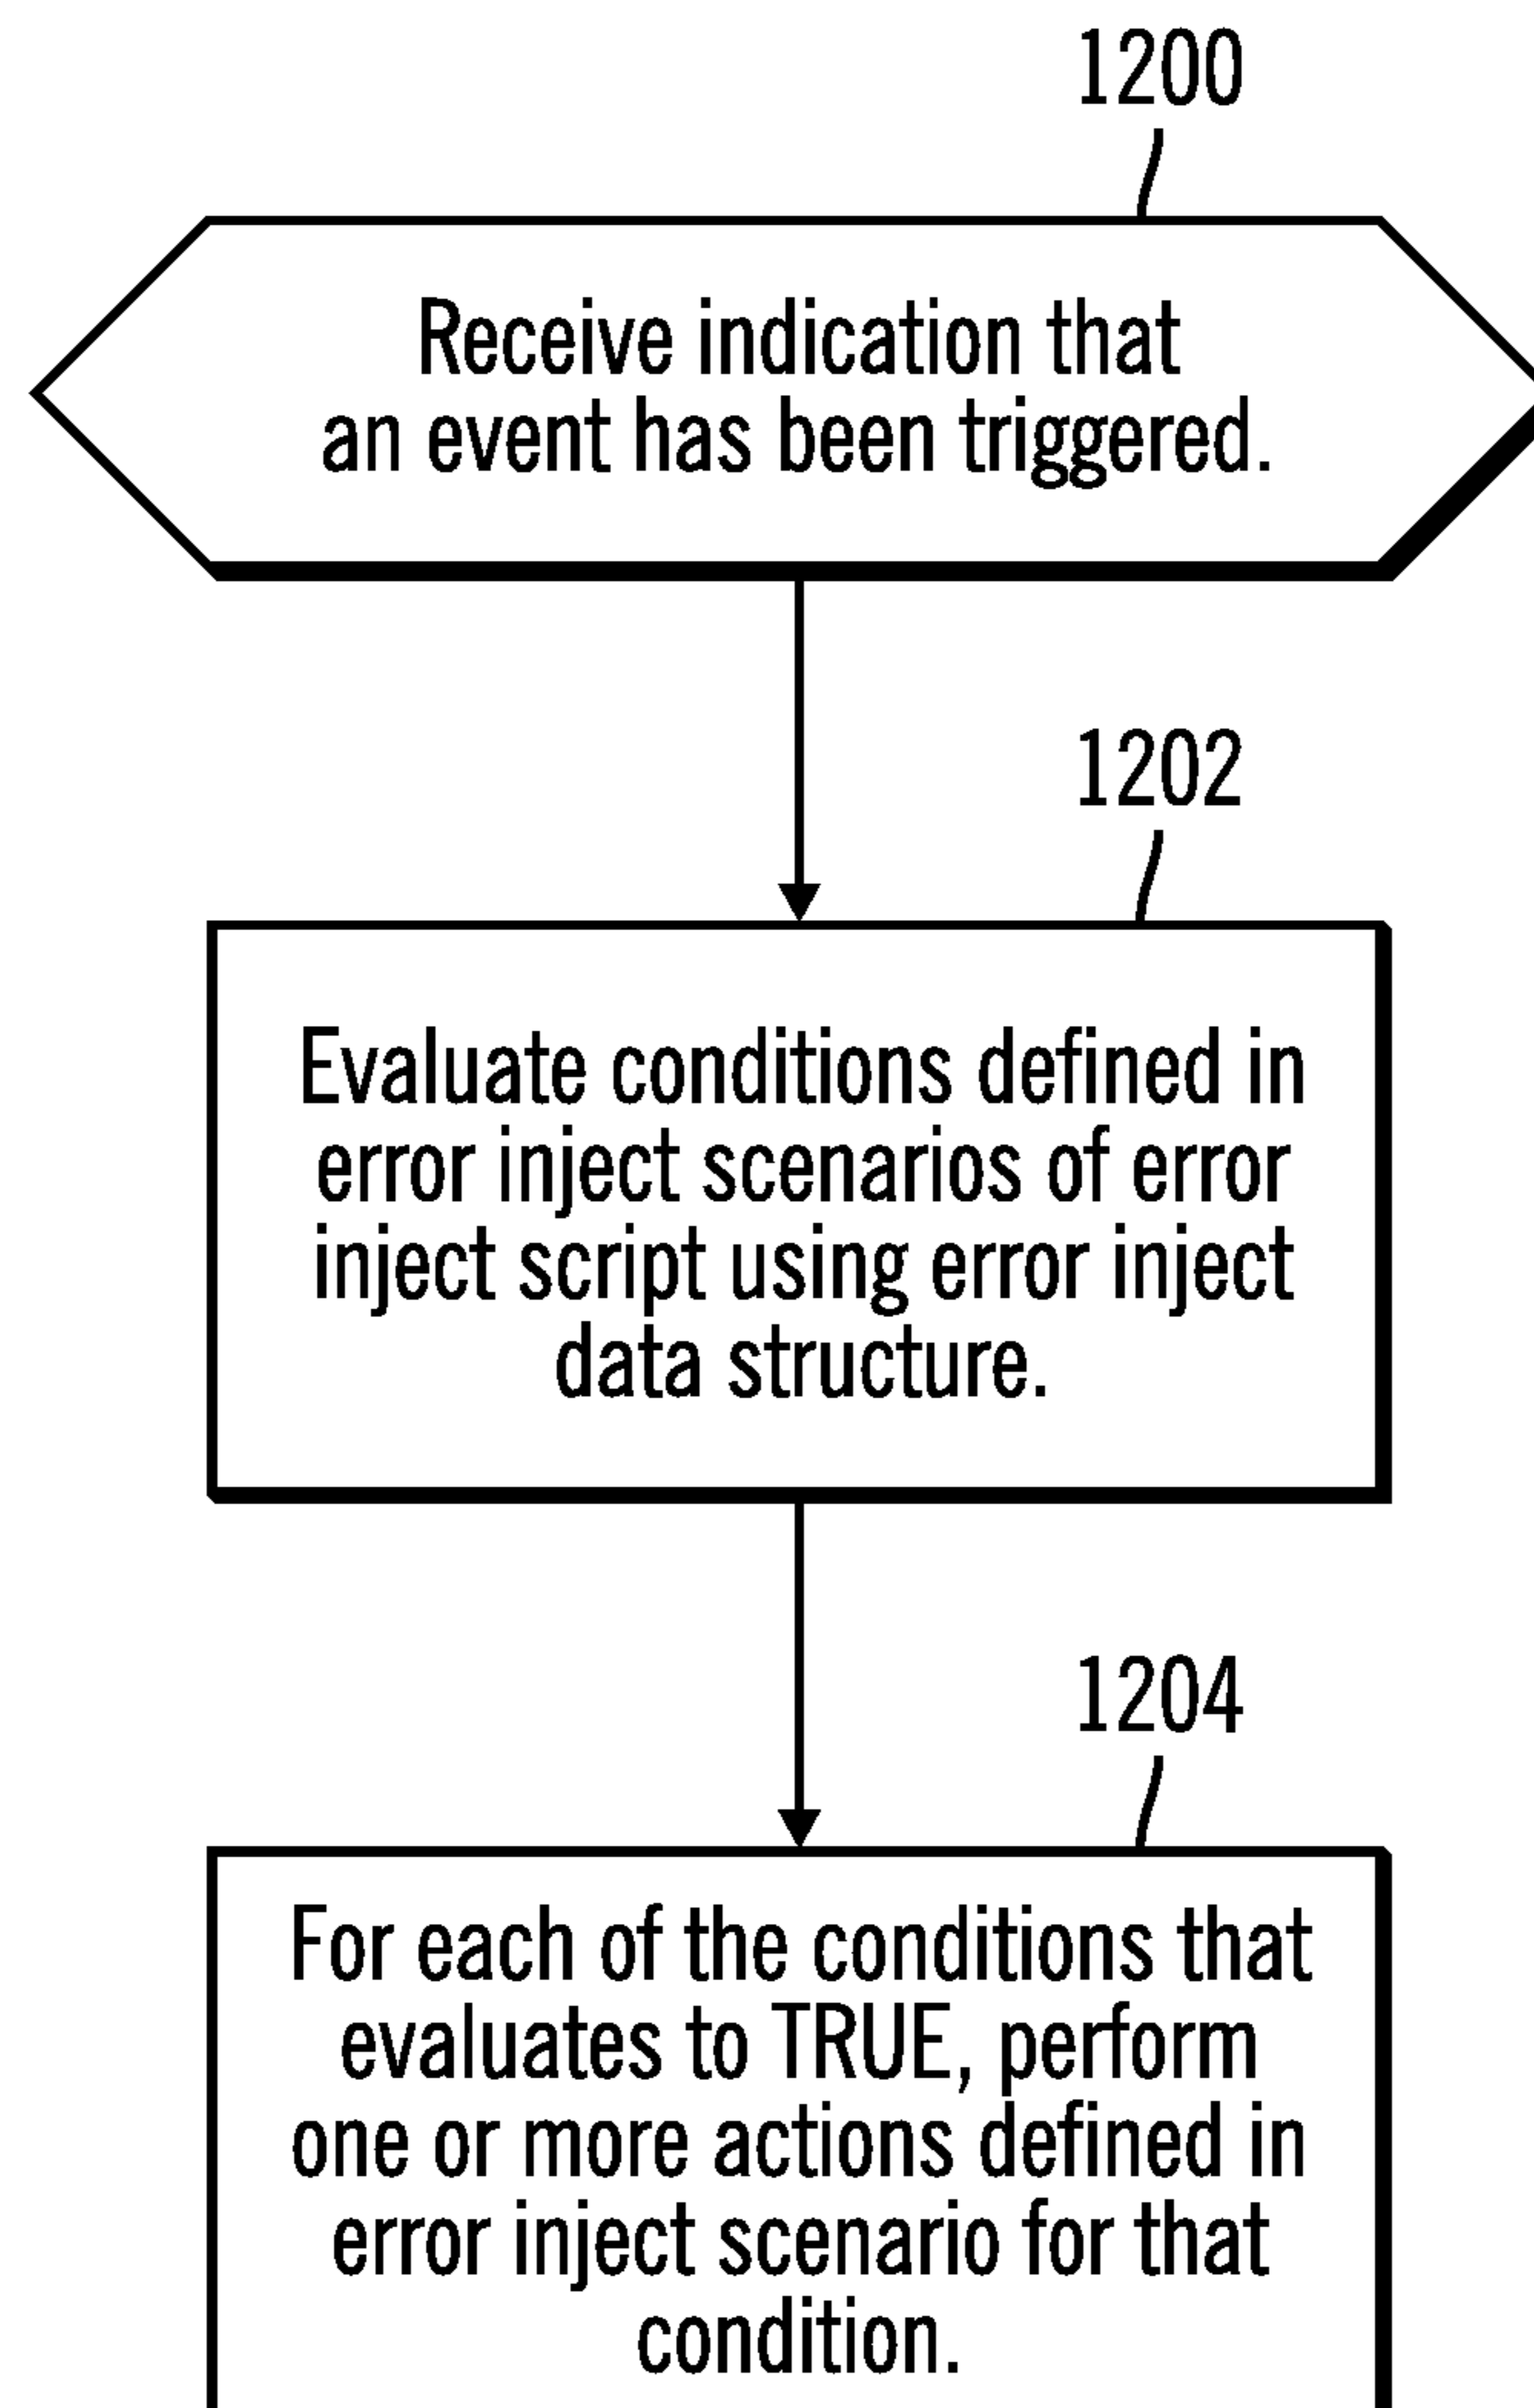 1200
Receive indication that
an event has been triggered.
1202
Evaluate conditions defined in
error inject scenarios of error
inject script using error inject
data structure.
1204
For each of the conditions that
evaluates to TRUE, perform
one or more actions defined in
error inject scenario for that
condition.